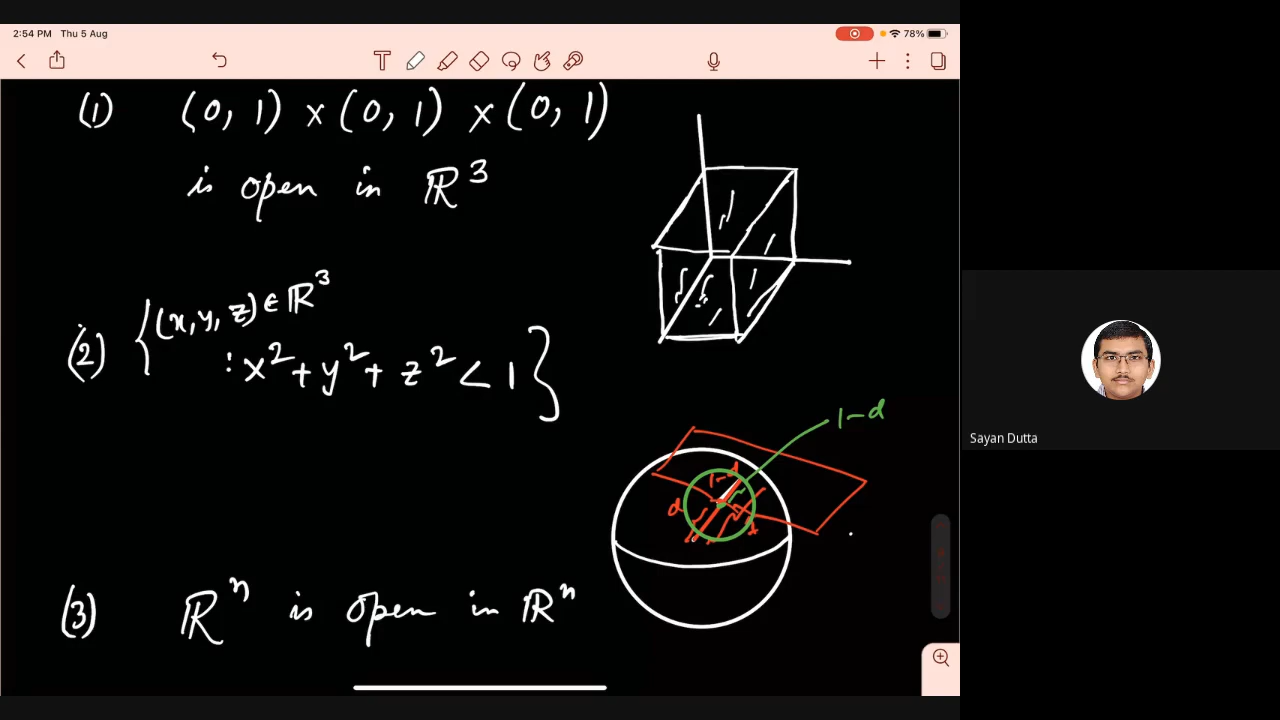 2:54 PM Thu 5 Aug
78%
(1) (0, 1) × (0, 1) × (0, 1)
is open in ℝ³
(2) {(x, y, z) ∈ ℝ³
: x² + y² + z² < 1}
1-d
1-d
d
Sayan Dutta
(3) ℝⁿ is open in ℝⁿ